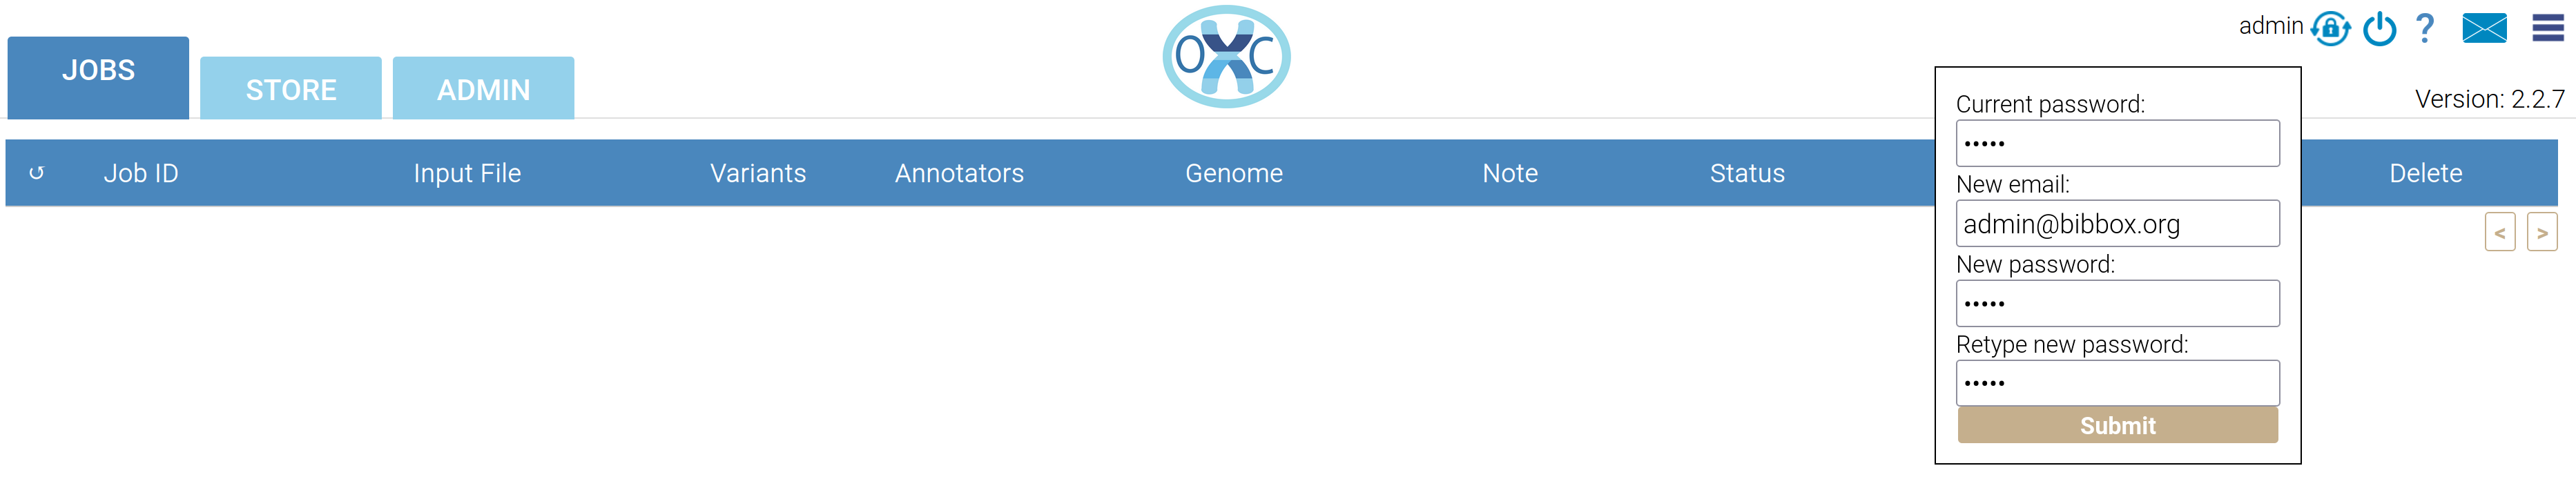 admin
?
JOBS
STORE
ADMIN
OXC
Version: 2.2.7
↺ Job ID Input File Variants Annotators Genome Note Status Delete
< >
Current password:
•••••
New email:
admin@bibbox.org
New password:
•••••
Retype new password:
•••••
Submit